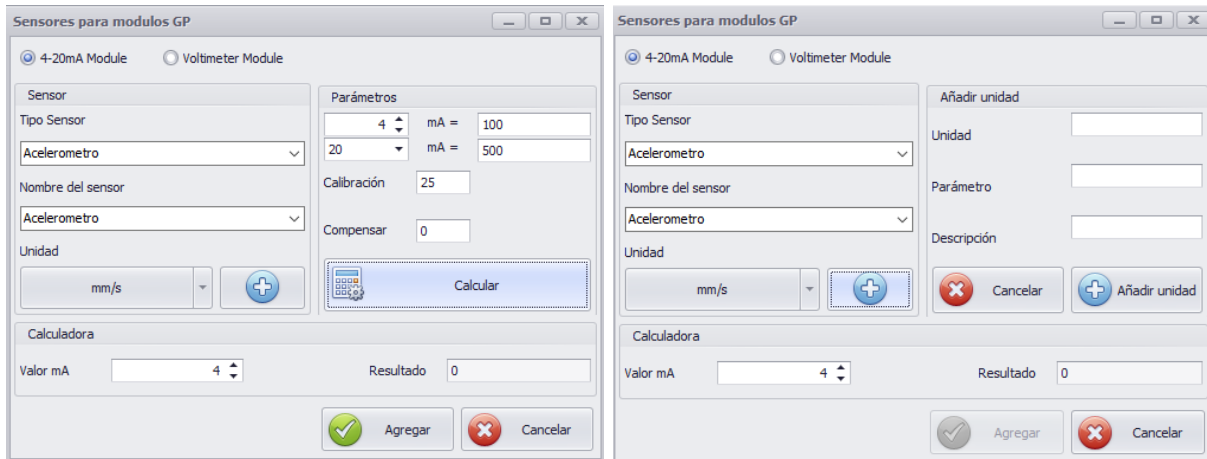 Sensores para modulos GP
4-20mA Module Voltimeter Module
Sensor
Tipo Sensor
Acelerometro
Nombre del sensor
Acelerometro
Unidad
mm/s
Parámetros
4 mA = 100
20 mA = 500
Calibración 25
Compensar 0
Calcular
Calculadora
Valor mA 4 Resultado 0
Agregar Cancelar
Sensores para modulos GP
4-20mA Module Voltimeter Module
Sensor
Tipo Sensor
Acelerometro
Nombre del sensor
Acelerometro
Unidad
mm/s
Añadir unidad
Unidad
Parámetro
Descripción
Cancelar Añadir unidad
Calculadora
Valor mA 4 Resultado 0
Agregar Cancelar